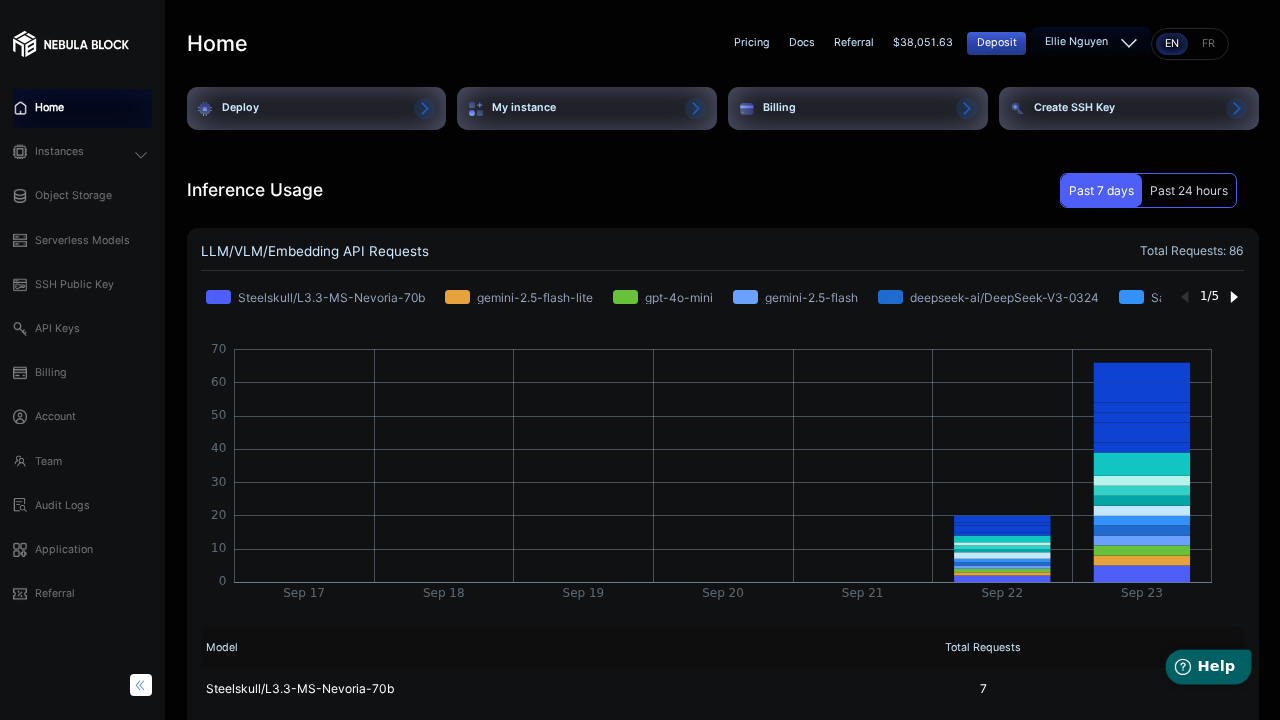 NEBULA BLOCK
Home
Instances
Object Storage
Serverless Models
SSH Public Key
API Keys
Billing
Account
Team
Audit Logs
Application
Referral
Home
Pricing
Docs
Referral
$38,051.63
Deposit
Ellie Nguyen
EN
FR
Deploy
My instance
Billing
Create SSH Key
Inference Usage
Past 7 days
Past 24 hours
LLM/VLM/Embedding API Requests
Total Requests: 86
Steelskull/L3.3-MS-Nevoria-70b
gemini-2.5-flash-lite
gpt-4o-mini
gemini-2.5-flash
deepseek-ai/DeepSeek-V3-0324
1/5
70
60
50
40
30
20
10
0
Sep 17
Sep 18
Sep 19
Sep 20
Sep 21
Sep 22
Sep 23
Model
Total Requests
Steelskull/L3.3-MS-Nevoria-70b
7
Help